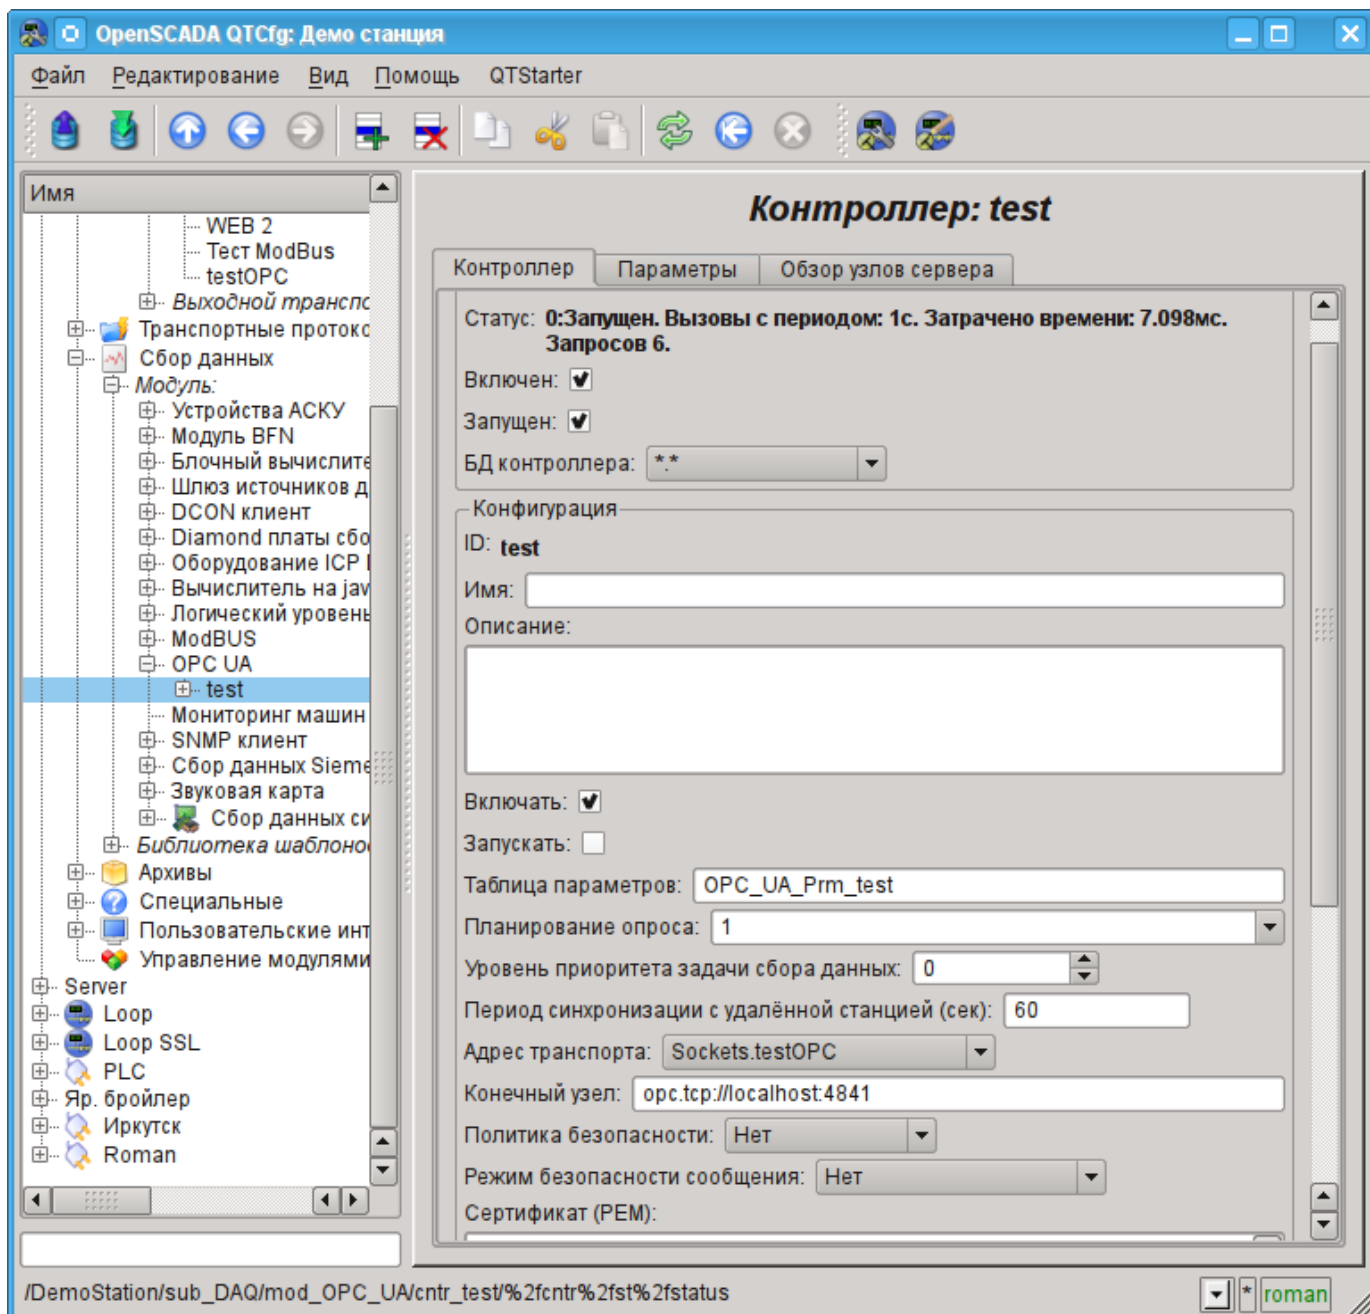 OpenSCADA QTCfg: Демо станция
Файл Редактирование Вид Помощь QTStarter
Имя
WEB 2
Тест ModBus
testOPC
Выходной транспо
Транспортные протоко
Сбор данных
Модуль:
Устройства АСКУ
Модуль BFN
Блочный вычислите
Шлюз источников д
DCON клиент
Diamond платы сбо
Оборудование ICP
Вычислитель на jav
Логический уровень
ModBUS
OPC UA
test
Мониторинг машин
SNMP клиент
Сбор данных Sieme
Звуковая карта
Сбор данных си
Библиотека шаблоно
Архивы
Специальные
Пользовательские инт
Управление модулями
Server
Loop
Loop SSL
PLC
Яр. бройлер
Иркутск
Roman
Контроллер: test
Контроллер Параметры Обзор узлов сервера
Статус: 0:Запущен. Вызовы с периодом: 1с. Затрачено времени: 7.098мс.
Запросов 6.
Включен:
Запущен:
БД контроллера: *.*
Конфигурация
ID: test
Имя:
Описание:
Включать:
Запускать:
Таблица параметров: OPC_UA_Prm_test
Планирование опроса: 1
Уровень приоритета задачи сбора данных: 0
Период синхронизации с удалённой станцией (сек): 60
Адрес транспорта: Sockets.testOPC
Конечный узел: opc.tcp://localhost:4841
Политика безопасности: Нет
Режим безопасности сообщения: Нет
Сертификат (PEM):
/DemoStation/sub_DAQ/mod_OPC_UA/cntr_test/%2fcntr%2fst%2fstatus
* roman